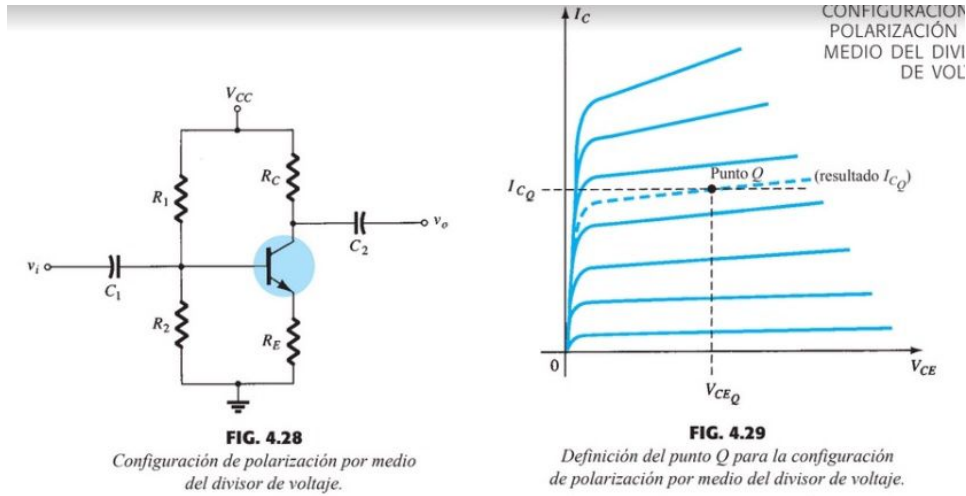 CONFIGURACIÓN
POLARIZACIÓN
MEDIO DEL DIVI
DE VOL
V_CC
R_1
R_C
v_i
C_1
C_2
v_o
R_2
R_E
FIG. 4.28
Configuración de polarización por medio
del divisor de voltaje.
I_C
Punto Q
(resultado I_CQ)
I_CQ
0
V_CE
V_CEQ
FIG. 4.29
Definición del punto Q para la configuración
de polarización por medio del divisor de voltaje.